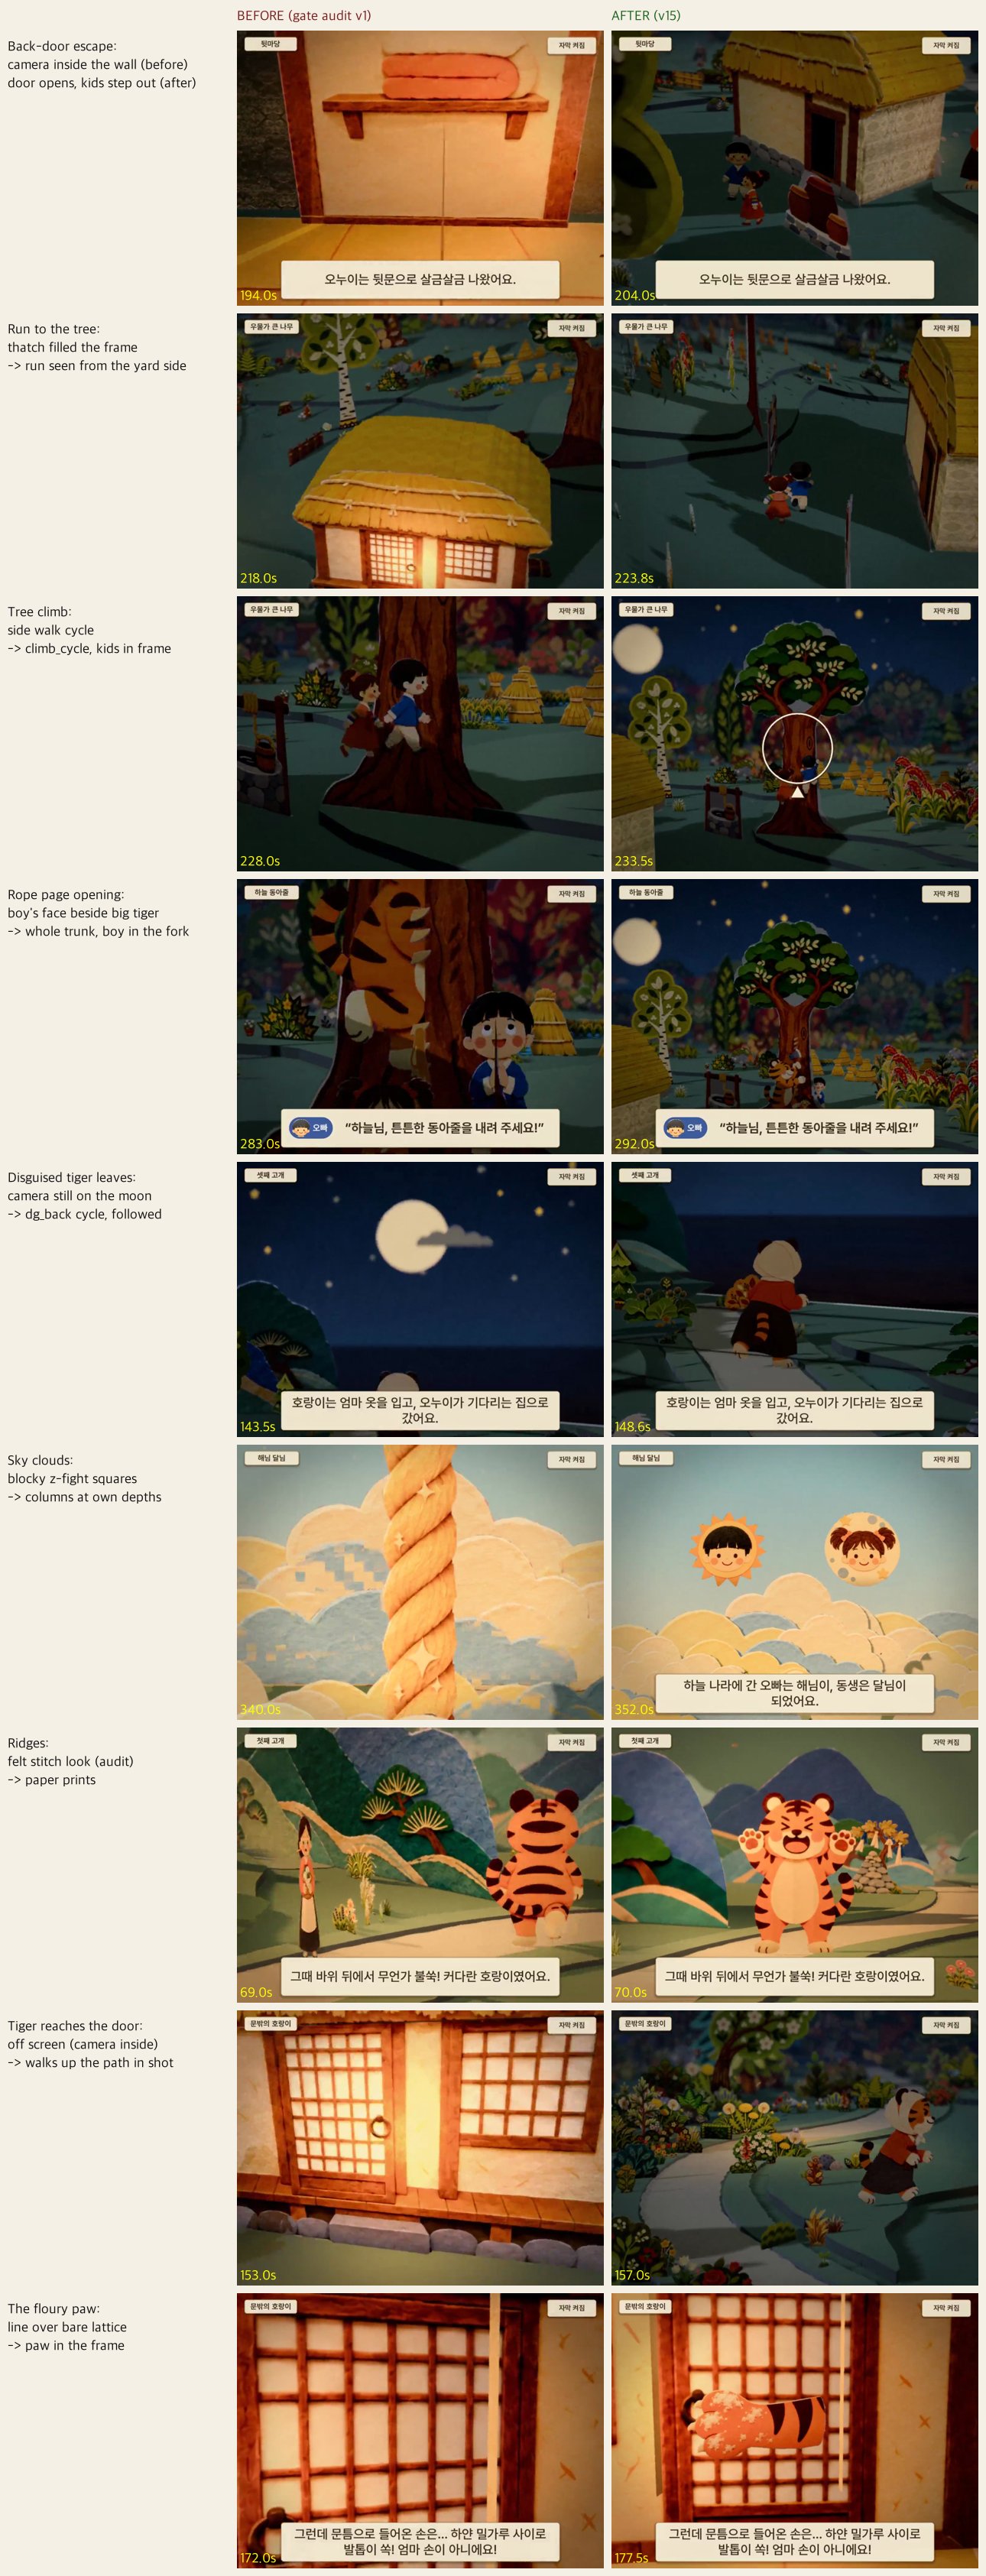 BEFORE (gate audit v1)
AFTER (v15)
Back-door escape:
camera inside the wall (before)
door opens, kids step out (after)
뒷마당
자막 켜짐
오누이는 뒷문으로 살금살금 나왔어요.
194.0s
뒷마당
자막 켜짐
오누이는 뒷문으로 살금살금 나왔어요.
204.0s
Run to the tree:
thatch filled the frame
-> run seen from the yard side
우물가 큰 나무
자막 켜짐
218.0s
우물가 큰 나무
자막 켜짐
223.8s
Tree climb:
side walk cycle
-> climb_cycle, kids in frame
우물가 큰 나무
자막 켜짐
228.0s
우물가 큰 나무
자막 켜짐
233.5s
Rope page opening:
boy's face beside big tiger
-> whole trunk, boy in the fork
하늘 동아줄
자막 켜짐
오빠
“하늘님, 튼튼한 동아줄을 내려 주세요!”
283.0s
하늘 동아줄
자막 켜짐
오빠
“하늘님, 튼튼한 동아줄을 내려 주세요!”
292.0s
Disguised tiger leaves:
camera still on the moon
-> dg_back cycle, followed
셋째 고개
자막 켜짐
호랑이는 엄마 옷을 입고, 오누이가 기다리는 집으로
갔어요.
143.5s
셋째 고개
자막 켜짐
호랑이는 엄마 옷을 입고, 오누이가 기다리는 집으로
갔어요.
148.6s
Sky clouds:
blocky z-fight squares
-> columns at own depths
해님 달님
자막 켜짐
340.0s
해님 달님
자막 켜짐
하늘 나라에 간 오빠는 해님이, 동생은 달님이
되었어요.
352.0s
Ridges:
felt stitch look (audit)
-> paper prints
첫째 고개
자막 켜짐
그때 바위 뒤에서 무언가 불쑥! 커다란 호랑이였어요.
69.0s
첫째 고개
자막 켜짐
그때 바위 뒤에서 무언가 불쑥! 커다란 호랑이였어요.
70.0s
Tiger reaches the door:
off screen (camera inside)
-> walks up the path in shot
문밖의 호랑이
자막 켜짐
153.0s
문밖의 호랑이
자막 켜짐
157.0s
The floury paw:
line over bare lattice
-> paw in the frame
문밖의 호랑이
자막 켜짐
그런데 문틈으로 들어온 손은... 하얀 밀가루 사이로
발톱이 쑥! 엄마 손이 아니에요!
172.0s
문밖의 호랑이
자막 켜짐
그런데 문틈으로 들어온 손은... 하얀 밀가루 사이로
발톱이 쑥! 엄마 손이 아니에요!
177.5s